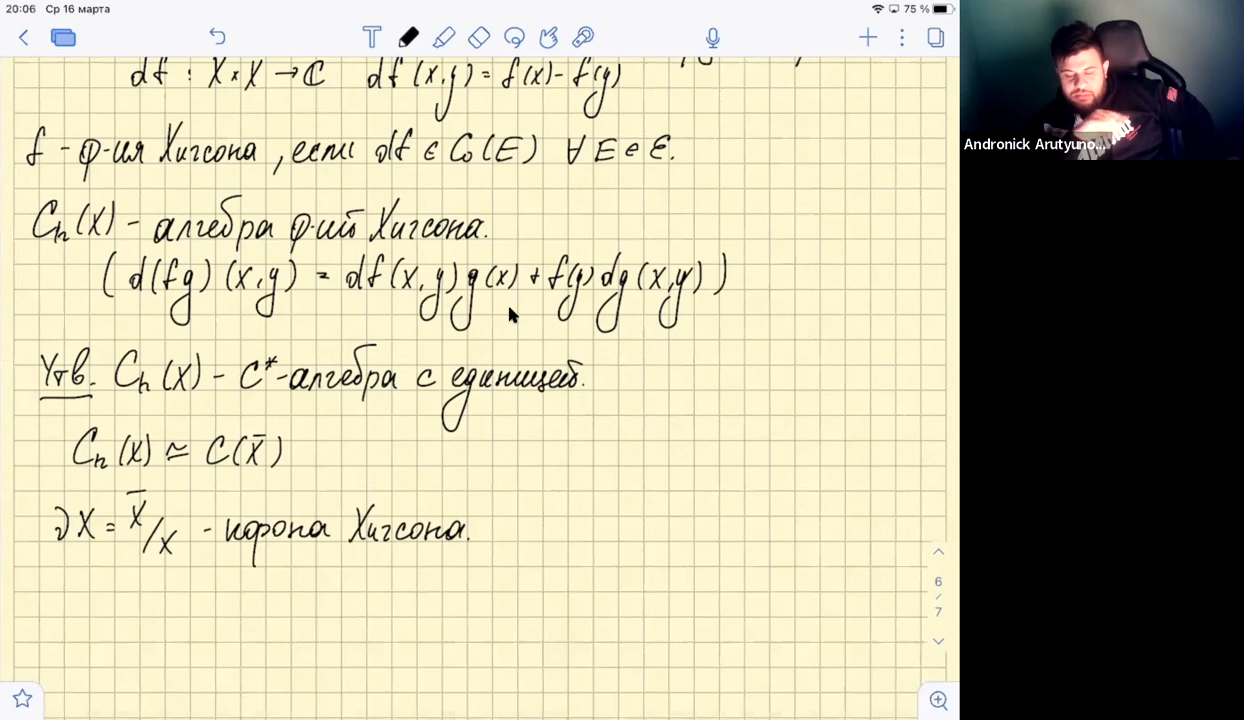 20:06 Ср 16 марта
75 %
df : X × X → ℂ df (x,y) = f(x) - f(y)
f - ф-ия Хигсона, если df ∈ C₀(E) ∀ E ∈ ℰ.
Cₕ(X) - алгебра ф-ий Хигсона.
( d(fg) (x,y) = df(x,y) g(x) + f(y) dg(x,y) )
Утв. Cₕ(X) - C*-алгебра с единицей.
Cₕ(X) ≃ C(X̄)
∂X = X̄/X - корона Хигсона.
6
/
7
Andronick Arutyuno...